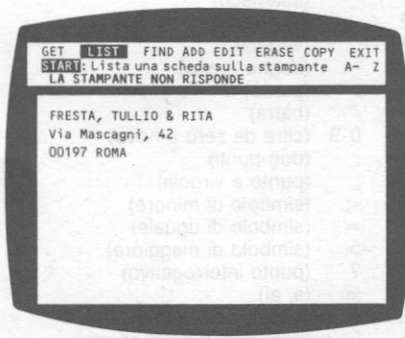 GET LIST FIND ADD EDIT ERASE COPY EXIT
START: Lista una scheda sulla stampante A- Z
LA STAMPANTE NON RISPONDE
FRESTA, TULLIO & RITA
Via Mascagni, 42
00197 ROMA